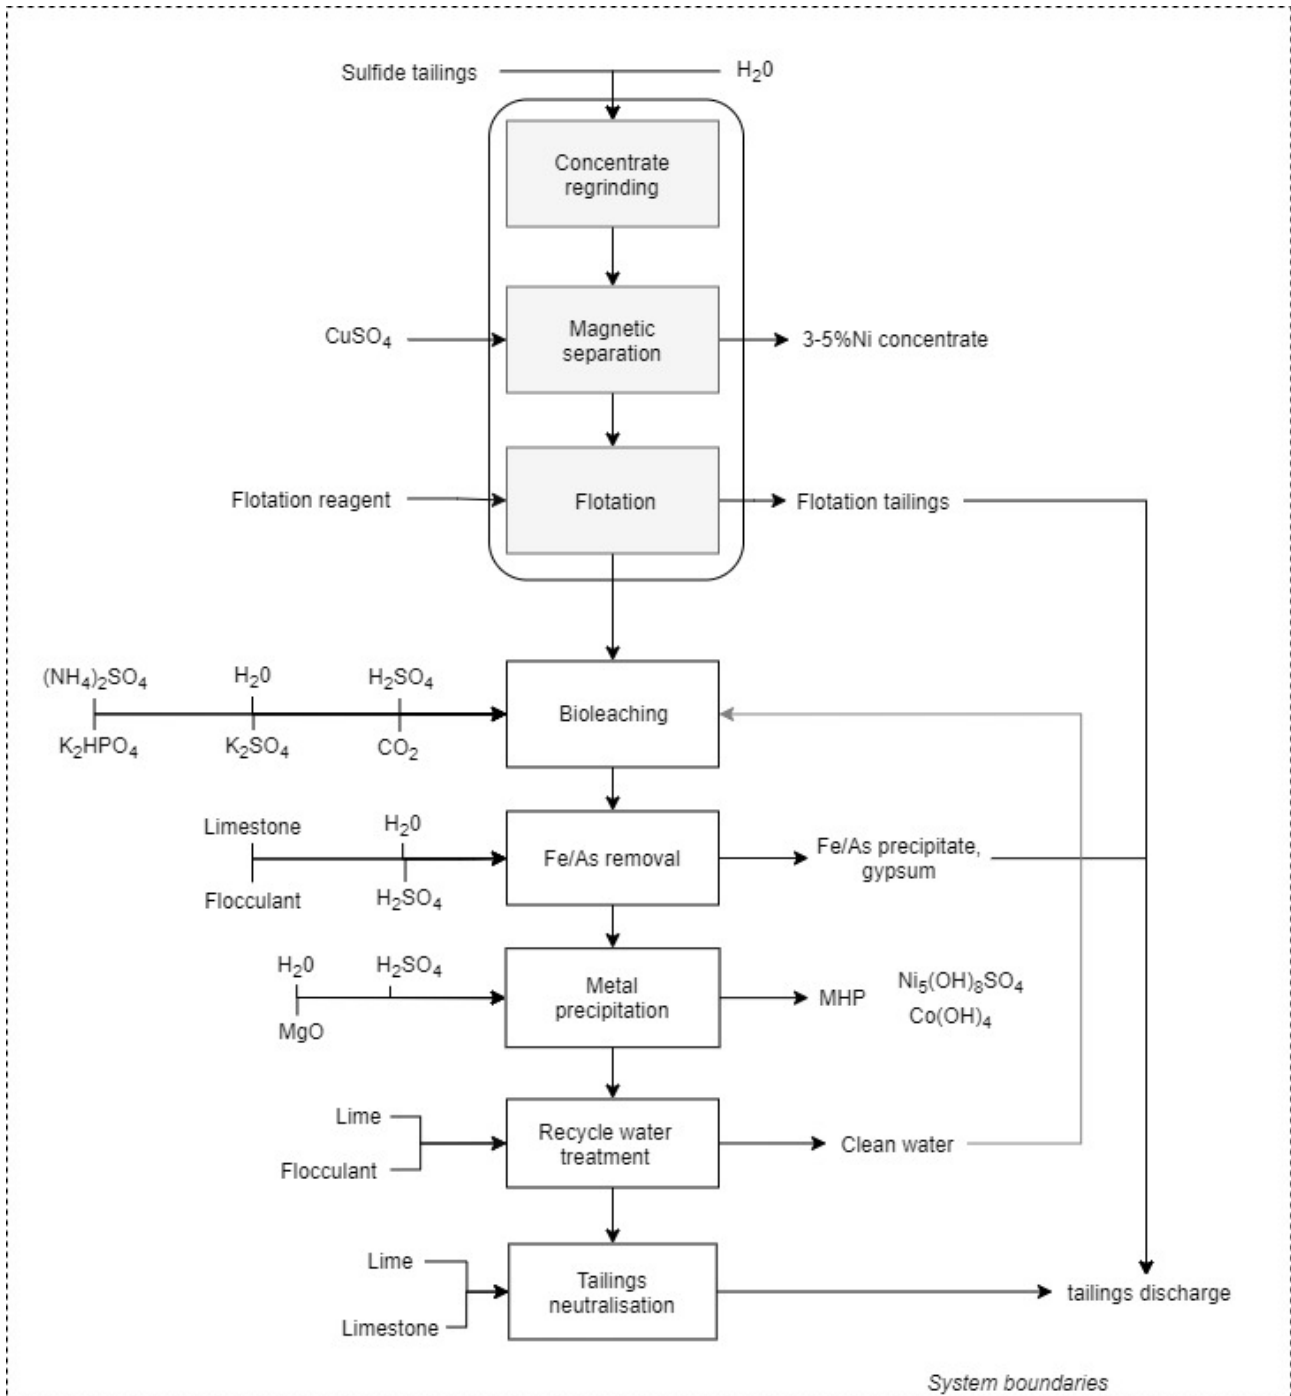 Sulfide tailings
H₂0
Concentrate
regrinding
CuSO₄
Magnetic
separation
3-5%Ni concentrate
Flotation reagent
Flotation
Flotation tailings
(NH₄)₂SO₄
H₂0
H₂SO₄
K₂HPO₄
K₂SO₄
CO₂
Bioleaching
Limestone
H₂0
Flocculant
H₂SO₄
Fe/As removal
Fe/As precipitate,
gypsum
H₂0
H₂SO₄
MgO
Metal
precipitation
MHP
Ni₅(OH)₈SO₄
Co(OH)₄
Lime
Flocculant
Recycle water
treatment
Clean water
Lime
Limestone
Tailings
neutralisation
tailings discharge
System boundaries